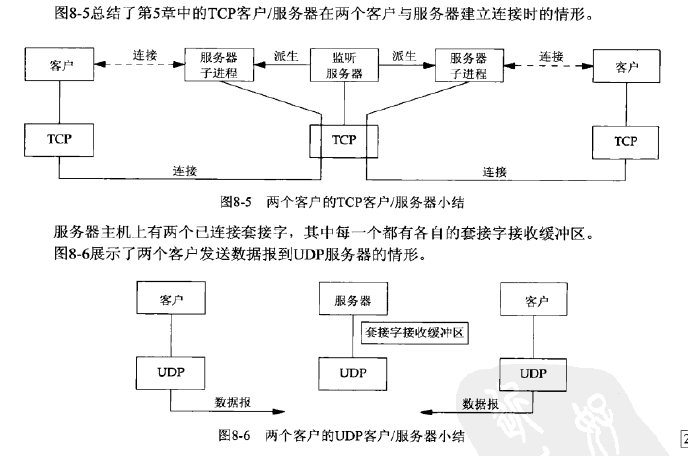 图8-5总结了第5章中的TCP客户/服务器在两个客户与服务器建立连接时的情形。
客户
连接
服务器
子进程
派生
监听
服务器
派生
服务器
子进程
连接
客户
TCP
TCP
TCP
连接
连接
图8-5 两个客户的TCP客户/服务器小结
服务器主机上有两个已连接套接字，其中每一个都有各自的套接字接收缓冲区。
图8-6展示了两个客户发送数据报到UDP服务器的情形。
客户
服务器
客户
套接字接收缓冲区
UDP
UDP
UDP
数据报
数据报
图8-6 两个客户的UDP客户/服务器小结
2